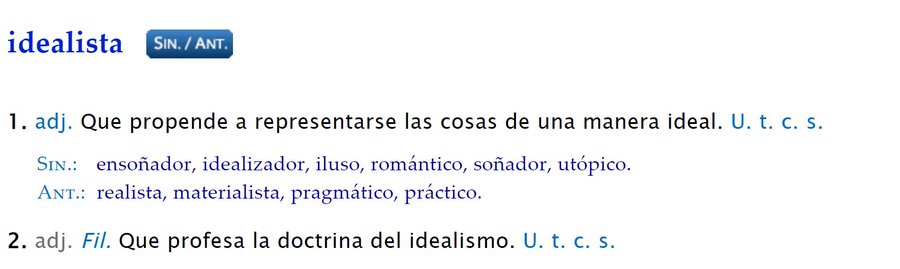 idealista SIN. / ANT.
1. adj. Que propende a representarse las cosas de una manera ideal. U. t. c. s.
SIN.: ensoñador, idealizador, iluso, romántico, soñador, utópico.
ANT.: realista, materialista, pragmático, práctico.
2. adj. Fil. Que profesa la doctrina del idealismo. U. t. c. s.